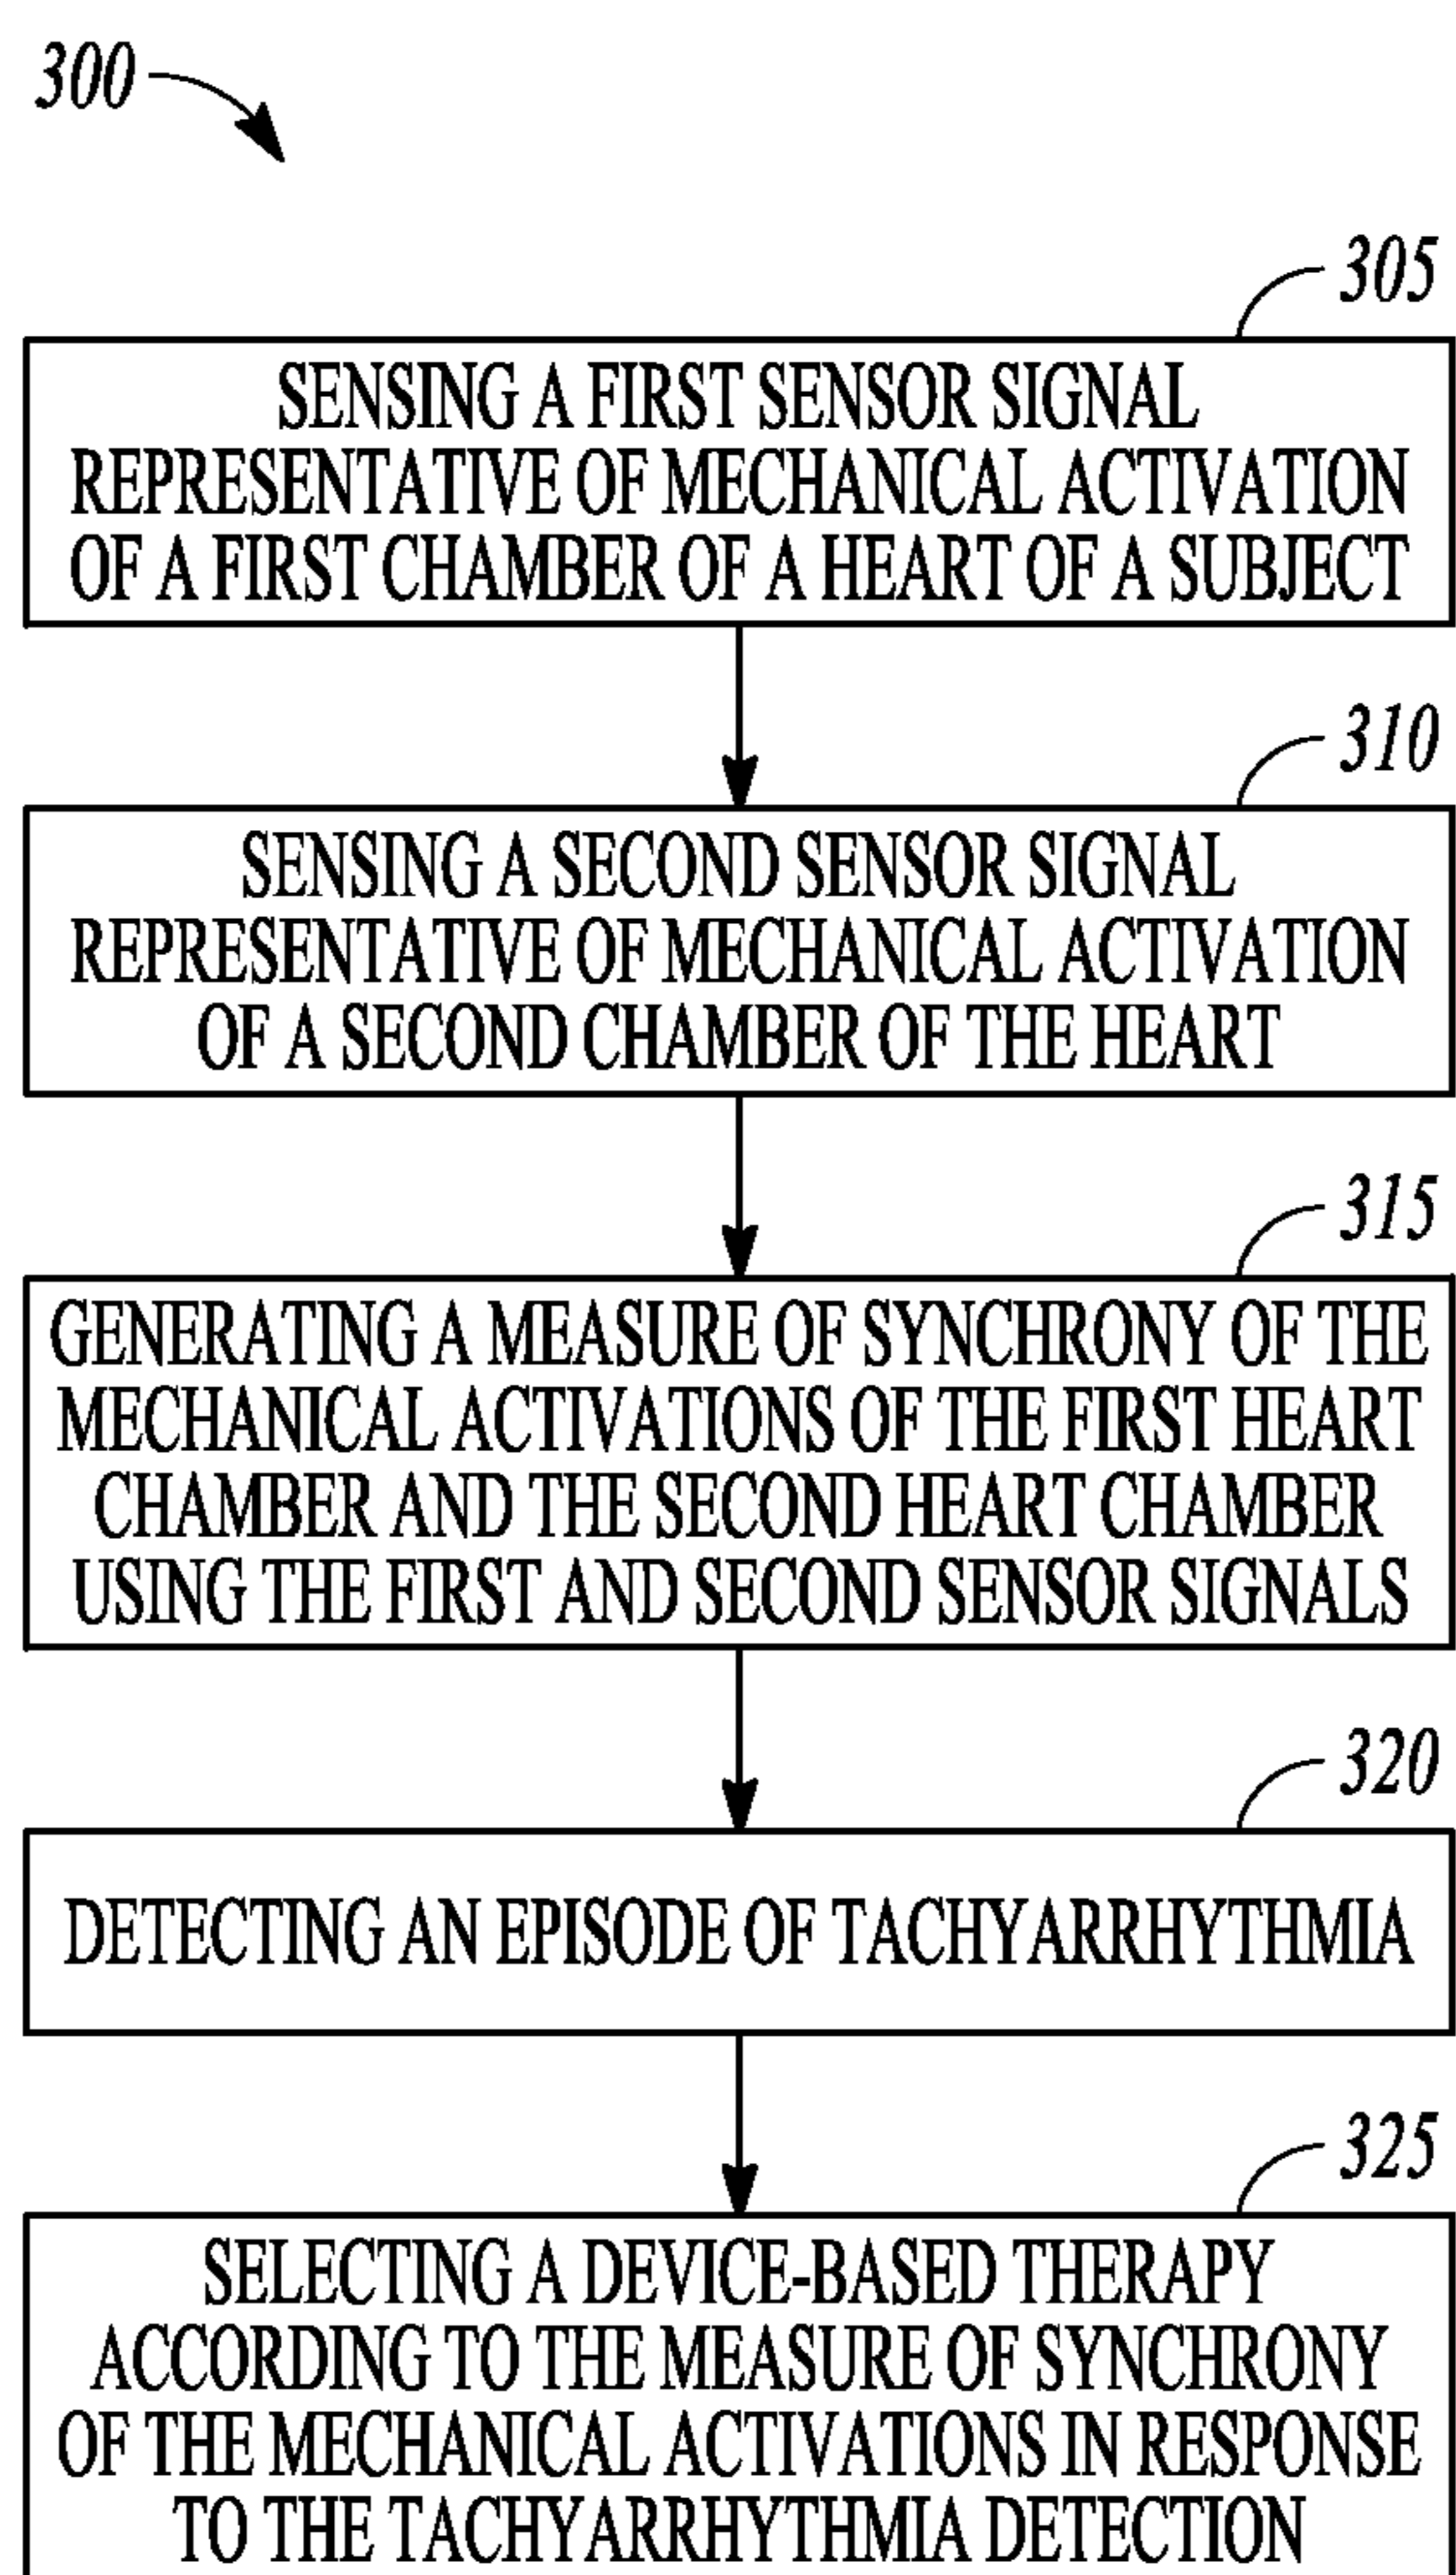 300
305
SENSING A FIRST SENSOR SIGNAL
REPRESENTATIVE OF MECHANICAL ACTIVATION
OF A FIRST CHAMBER OF A HEART OF A SUBJECT
310
SENSING A SECOND SENSOR SIGNAL
REPRESENTATIVE OF MECHANICAL ACTIVATION
OF A SECOND CHAMBER OF THE HEART
315
GENERATING A MEASURE OF SYNCHRONY OF THE
MECHANICAL ACTIVATIONS OF THE FIRST HEART
CHAMBER AND THE SECOND HEART CHAMBER
USING THE FIRST AND SECOND SENSOR SIGNALS
320
DETECTING AN EPISODE OF TACHYARRHYTHMIA
325
SELECTING A DEVICE-BASED THERAPY
ACCORDING TO THE MEASURE OF SYNCHRONY
OF THE MECHANICAL ACTIVATIONS IN RESPONSE
TO THE TACHYARRHYTHMIA DETECTION